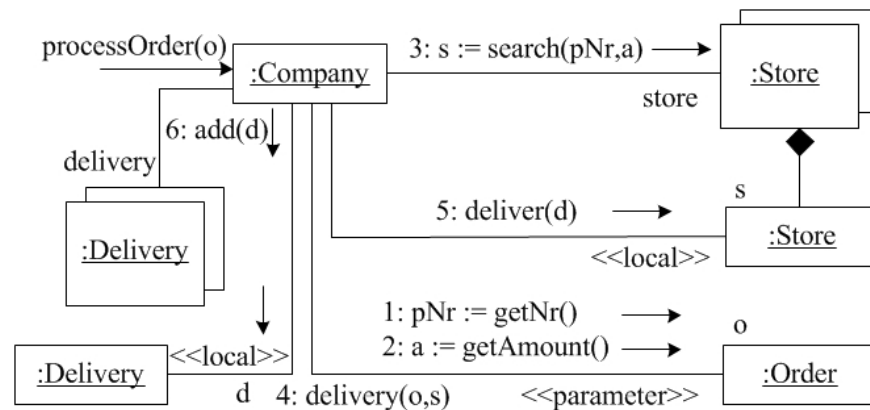 processOrder(o)
:Company
3: s := search(pNr,a)
:Store
store
6: add(d)
delivery
:Delivery
s
5: deliver(d)
:Store
<<local>>
1: pNr := getNr()
2: a := getAmount()
o
<<local>>
:Delivery
d
4: delivery(o,s)
<<parameter>>
:Order